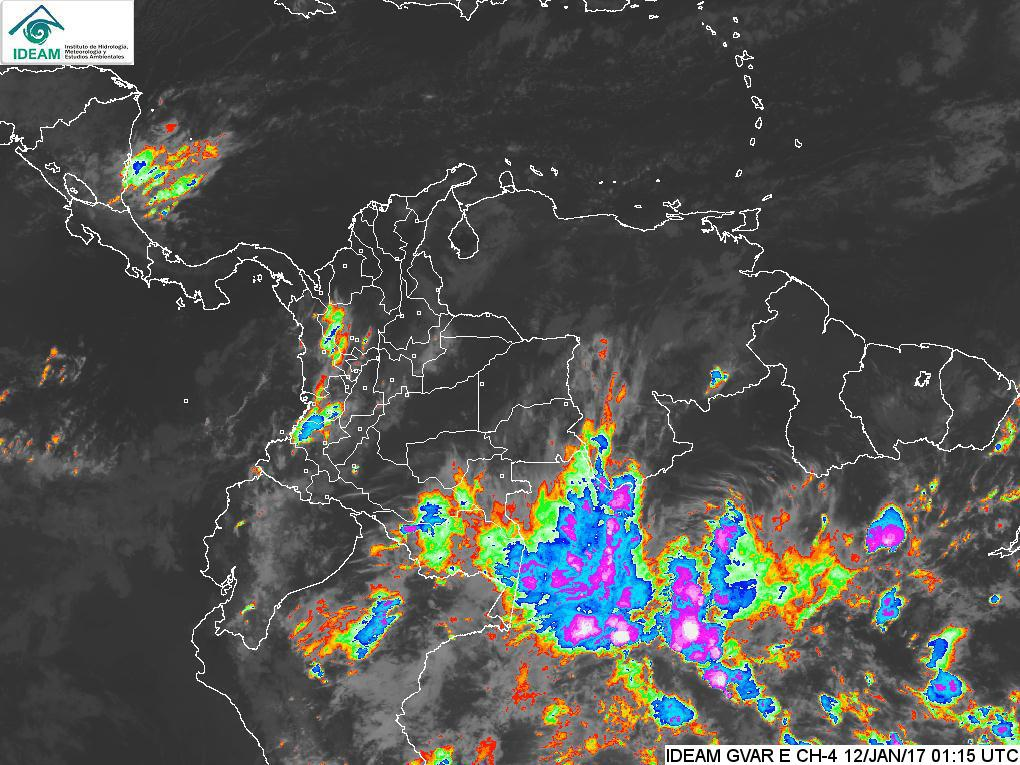 IDEAM
Instituto de Hidrología,
Meteorología y
Estudios Ambientales
IDEAM GVAR E CH-4 12/JAN/17 01:15 UTC